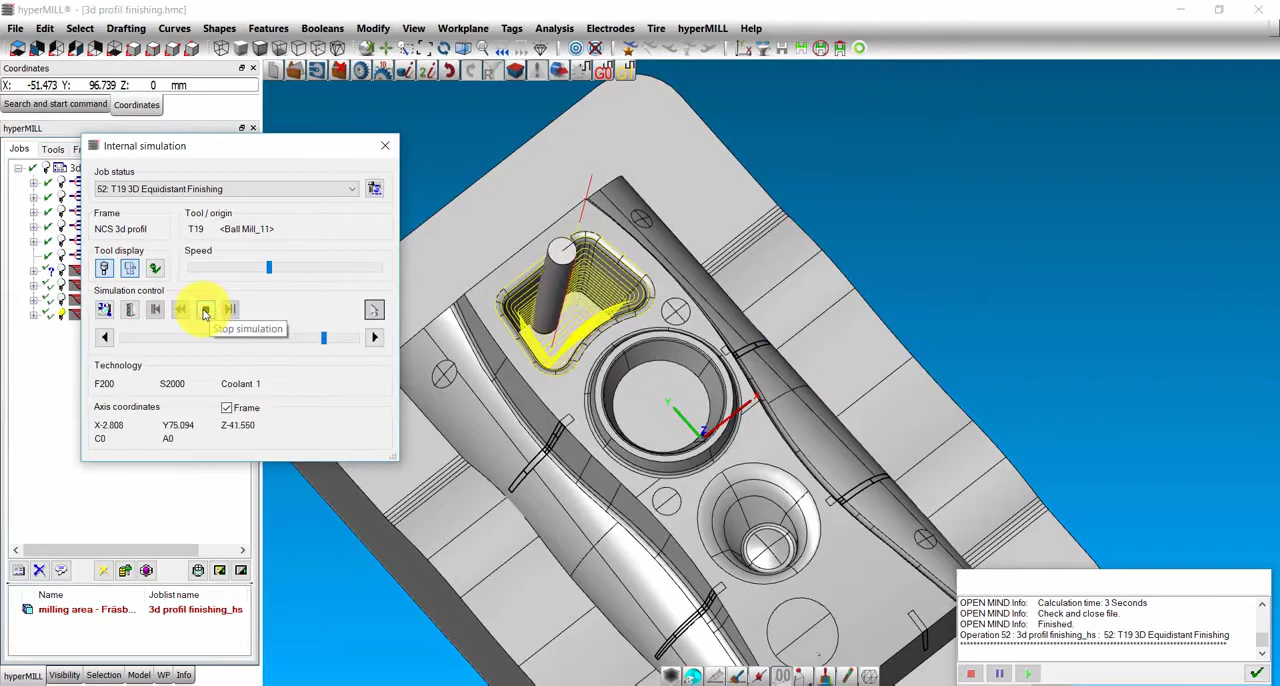 hyperMILL® - [3d profil finishing.hmc]
File Edit Select Drafting Curves Shapes Features Booleans Modify View Workplane Tags Analysis Electrodes Tire hyperMILL Help
Coordinates
X: -51.473 Y: 96.739 Z: 0 mm
Search and start command Coordinates
hyperMILL
Jobs Tools
3d
Internal simulation
Job status
52: T19 3D Equidistant Finishing
Frame Tool / origin
NCS 3d profil T19 <Ball Mill_11>
Tool display Speed
Simulation control
Stop simulation
Technology
F200 S2000 Coolant 1
Axis coordinates Frame
X-2.808 Y75.094 Z-41.550
C0 A0
Y X Z
G0
Name Joblist name
milling area - Fräsb... 3d profil finishing_hs
hyperMILL Visibility Selection Model WP Info
OPEN MIND Info: Calculation time: 3 Seconds
OPEN MIND Info: Check and close file.
OPEN MIND Info: Finished.
Operation 52 : 3d profil finishing_hs : 52: T19 3D Equidistant Finishing